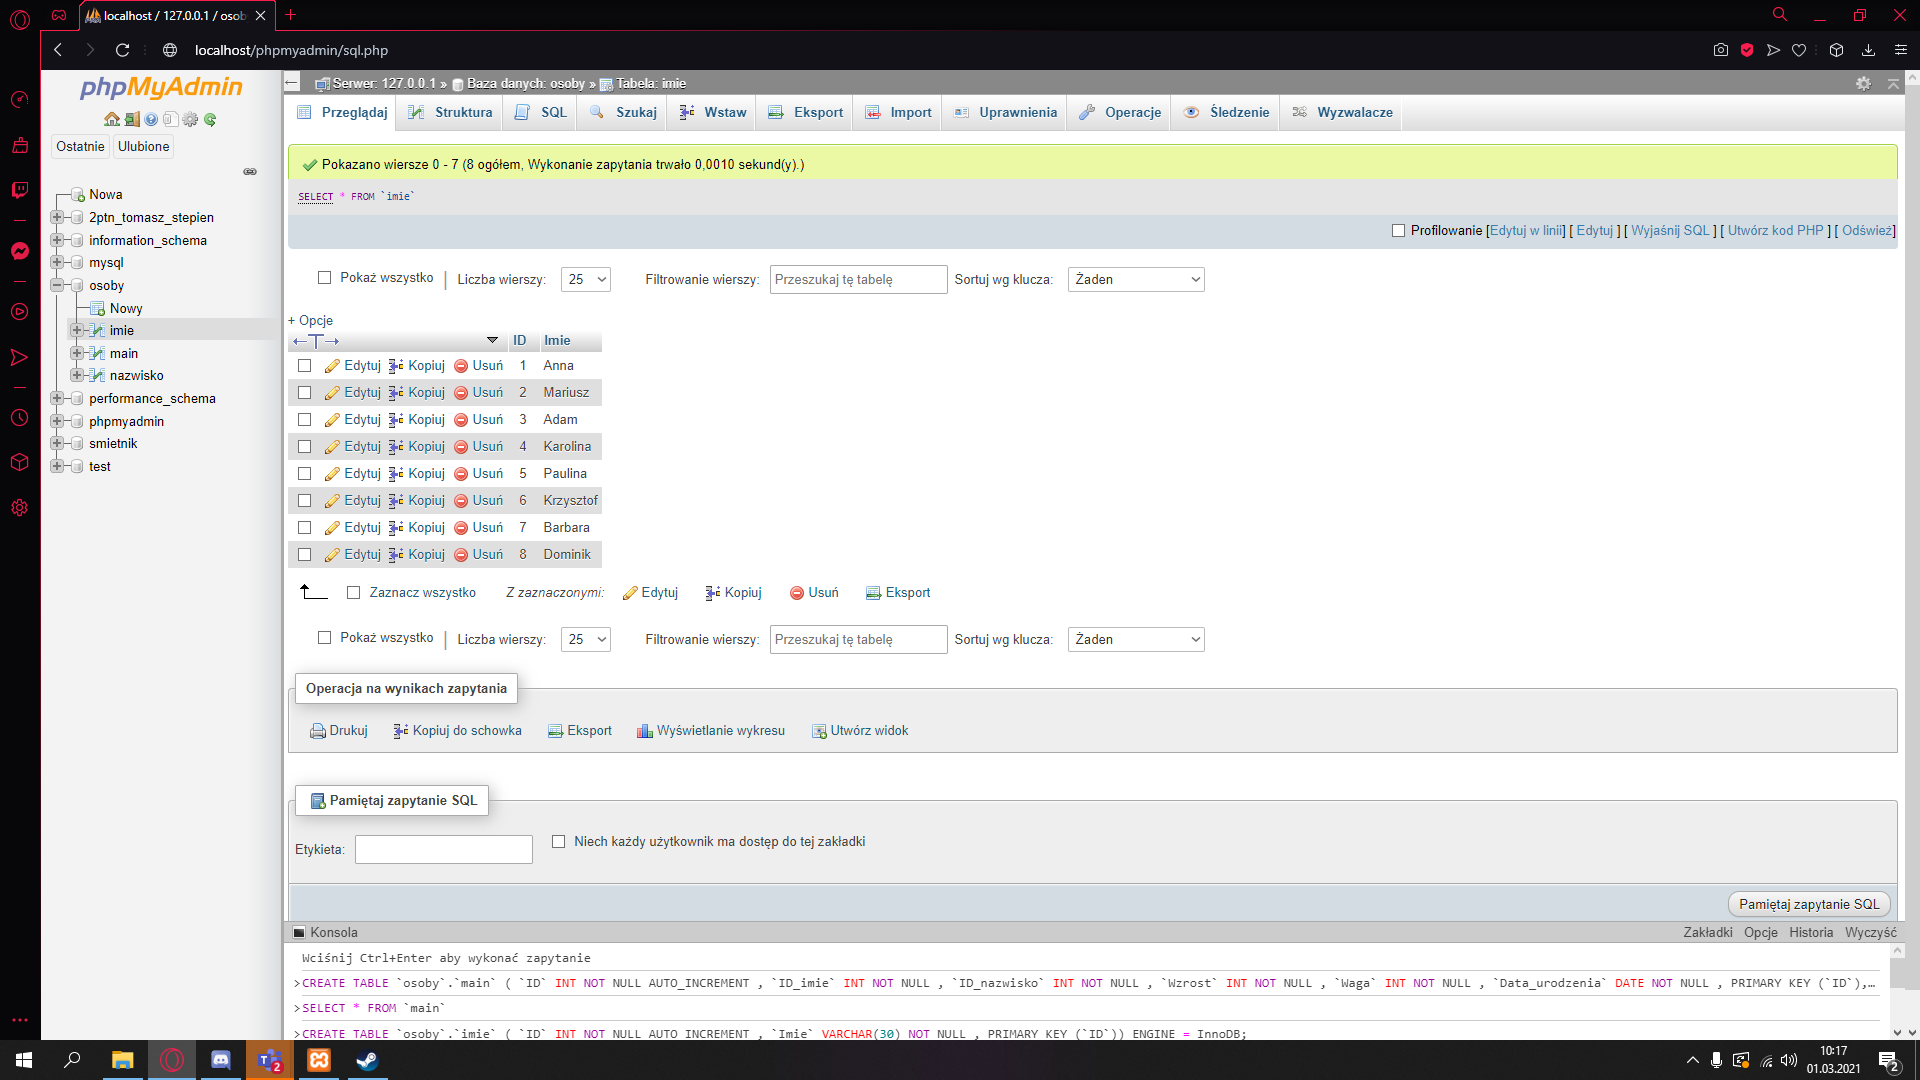 localhost / 127.0.0.1 / osoby
localhost/phpmyadmin/sql.php
phpMyAdmin
Ostatnie Ulubione
Nowa
2ptn_tomasz_stepien
information_schema
mysql
osoby
Nowy
imie
main
nazwisko
performance_schema
phpmyadmin
smietnik
test
Serwer: 127.0.0.1 » Baza danych: osoby » Tabela: imie
Przeglądaj Struktura SQL Szukaj Wstaw Eksport Import Uprawnienia Operacje Śledzenie Wyzwalacze
Pokazano wiersze 0 - 7 (8 ogółem, Wykonanie zapytania trwało 0,0010 sekund(y).)
SELECT * FROM `imie`
Profilowanie [Edytuj w linii] [ Edytuj ] [ Wyjaśnij SQL ] [ Utwórz kod PHP ] [ Odśwież]
Pokaż wszystko Liczba wierszy: 25 Filtrowanie wierszy: Przeszukaj tę tabelę Sortuj wg klucza: Żaden
+ Opcje
←T→ ID Imie
Edytuj Kopiuj Usuń 1 Anna
Edytuj Kopiuj Usuń 2 Mariusz
Edytuj Kopiuj Usuń 3 Adam
Edytuj Kopiuj Usuń 4 Karolina
Edytuj Kopiuj Usuń 5 Paulina
Edytuj Kopiuj Usuń 6 Krzysztof
Edytuj Kopiuj Usuń 7 Barbara
Edytuj Kopiuj Usuń 8 Dominik
Zaznacz wszystko Z zaznaczonymi: Edytuj Kopiuj Usuń Eksport
Pokaż wszystko Liczba wierszy: 25 Filtrowanie wierszy: Przeszukaj tę tabelę Sortuj wg klucza: Żaden
Operacja na wynikach zapytania
Drukuj Kopiuj do schowka Eksport Wyświetlanie wykresu Utwórz widok
Pamiętaj zapytanie SQL
Etykieta: Niech każdy użytkownik ma dostęp do tej zakładki
Pamiętaj zapytanie SQL
Konsola Zakładki Opcje Historia Wyczyść
Wciśnij Ctrl+Enter aby wykonać zapytanie
>CREATE TABLE `osoby`.`main` ( `ID` INT NOT NULL AUTO_INCREMENT , `ID_imie` INT NOT NULL , `ID_nazwisko` INT NOT NULL , `Wzrost` INT NOT NULL , `Waga` INT NOT NULL , `Data_urodzenia` DATE NOT NULL , PRIMARY KEY (`ID`),…
>SELECT * FROM `main`
>CREATE TABLE `osoby`.`imie` ( `ID` INT NOT NULL AUTO_INCREMENT , `Imie` VARCHAR(30) NOT NULL , PRIMARY KEY (`ID`)) ENGINE = InnoDB;
2
10:17
01.03.2021
2